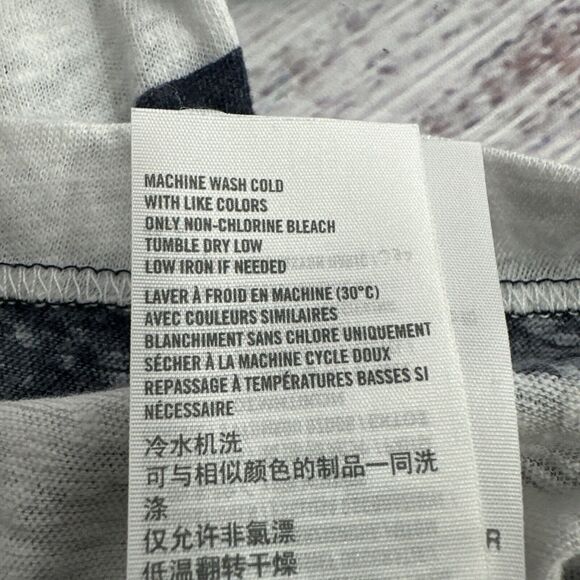 MACHINE WASH COLD
WITH LIKE COLORS
ONLY NON-CHLORINE BLEACH
TUMBLE DRY LOW
LOW IRON IF NEEDED
LAVER À FROID EN MACHINE (30°C)
AVEC COULEURS SIMILAIRES
BLANCHIMENT SANS CHLORE UNIQUEMENT
SÉCHER À LA MACHINE CYCLE DOUX
REPASSAGE À TEMPÉRATURES BASSES SI
NÉCESSAIRE
冷水机洗
可与相似颜色的制品一同洗
涤
仅允许非氯漂
低温翻转干燥
R